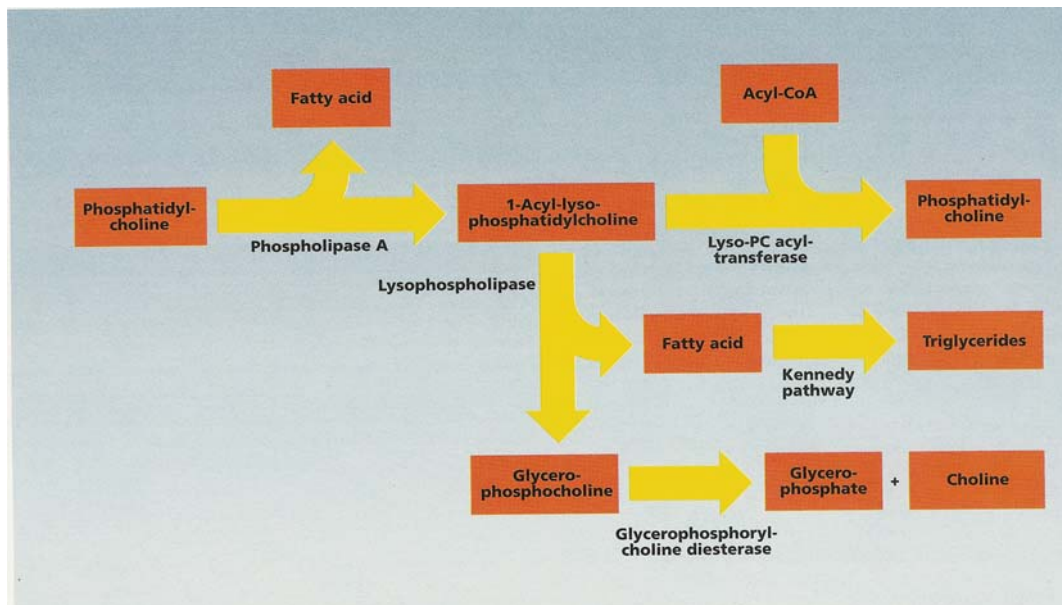 Fatty acid
Acyl-CoA
Phosphatidyl-
choline
Phospholipase A
1-Acyl-lyso-
phosphatidylcholine
Lyso-PC acyl-
transferase
Phosphatidyl-
choline
Lysophospholipase
Fatty acid
Kennedy
pathway
Triglycerides
Glycero-
phosphocholine
Glycerophosphoryl-
choline diesterase
Glycero-
phosphate
+
Choline